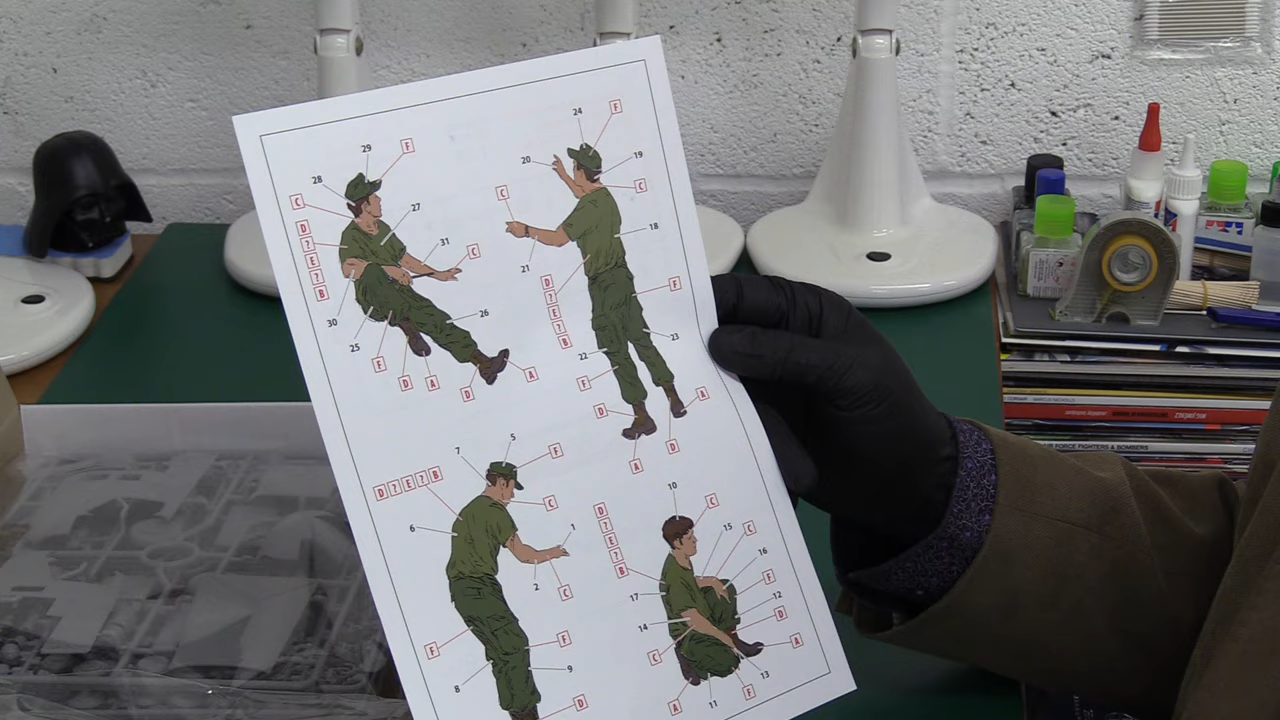 29
F
28
C
27
D
?
E
?
B
31
C
30
26
25
F
D
A
D
A
24
F
20
19
C
C
18
21
D
?
E
?
B
F
23
22
F
D
A
A
D
5
7
F
D ? E ? B
C
6
1
2
C
F
F
8
9
D
10
C
D
?
E
?
B
15
C
16
F
17
12
D
14
A
C
13
A
11
F
TAMIYA
AIR FORCE FIGHTERS & BOMBERS